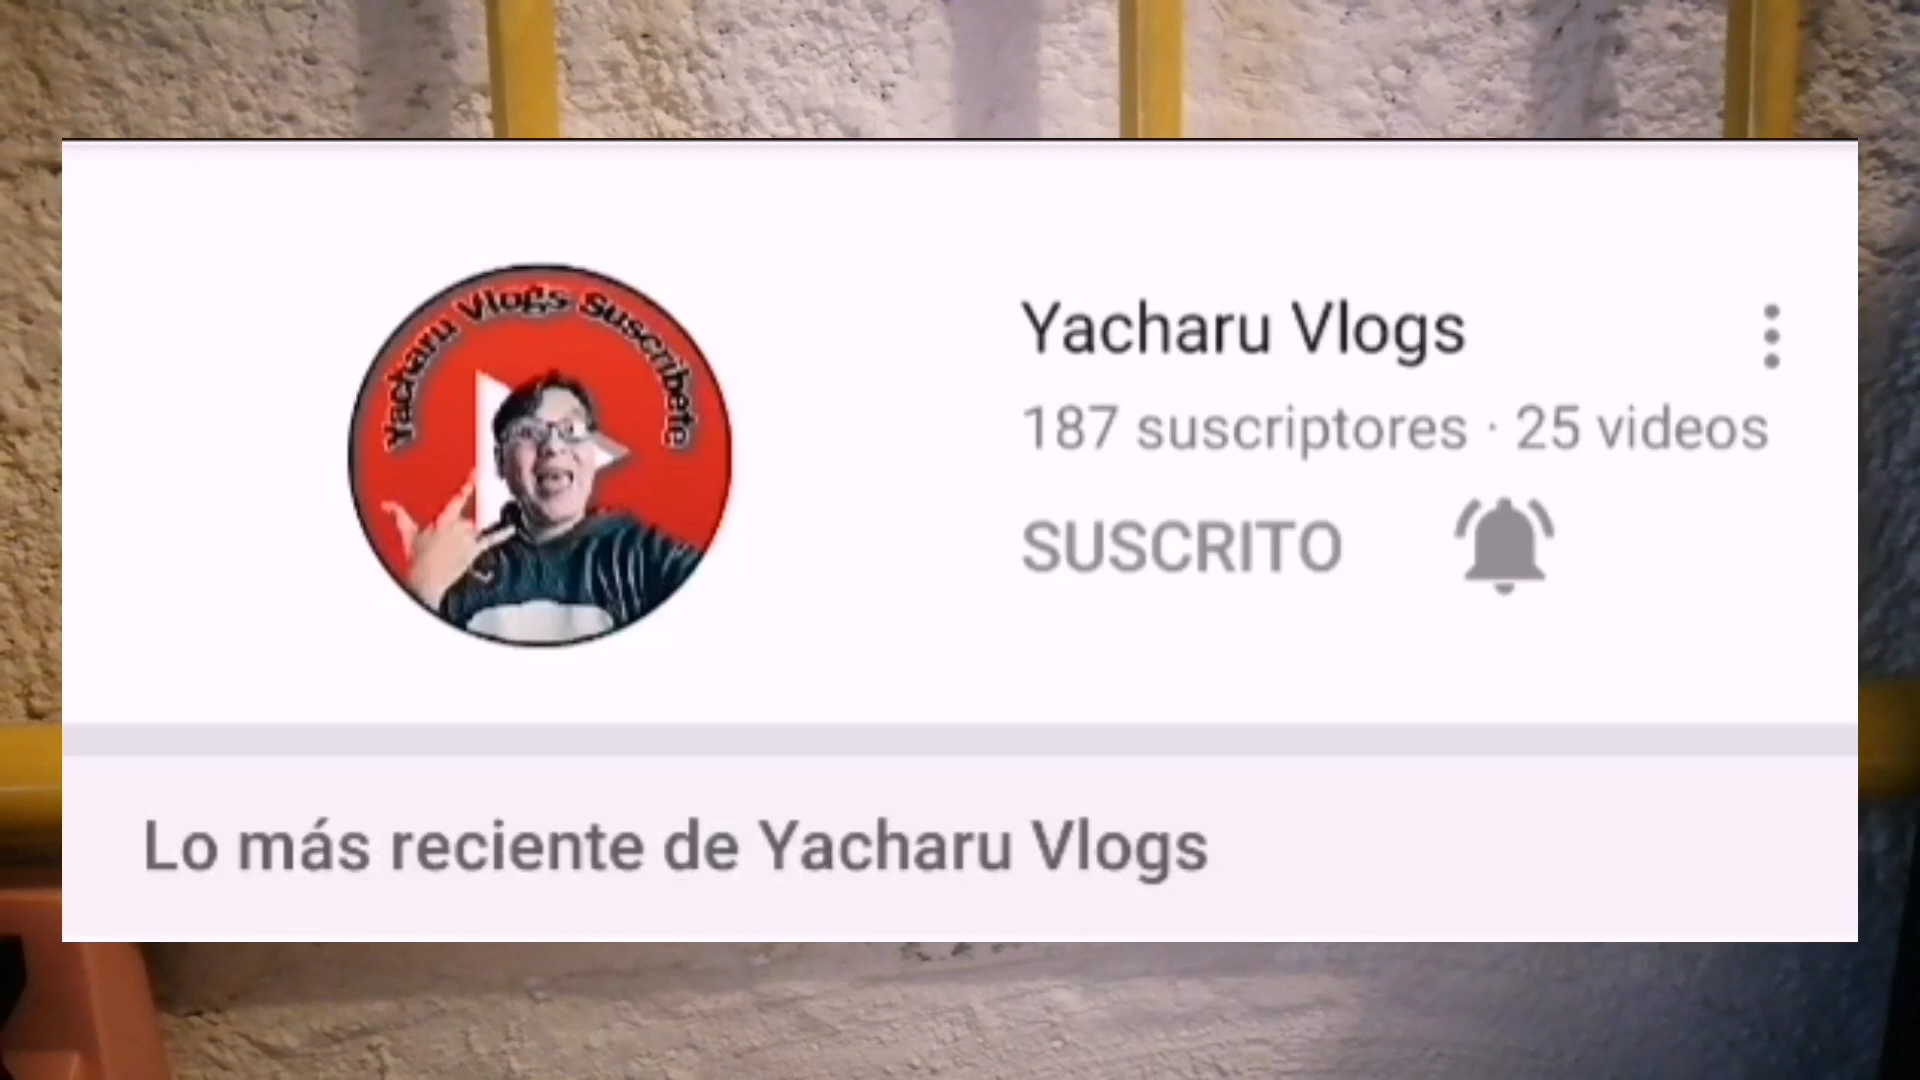 Yacharu Vlogs Suscribete
Yacharu Vlogs
187 suscriptores · 25 videos
SUSCRITO
Lo más reciente de Yacharu Vlogs